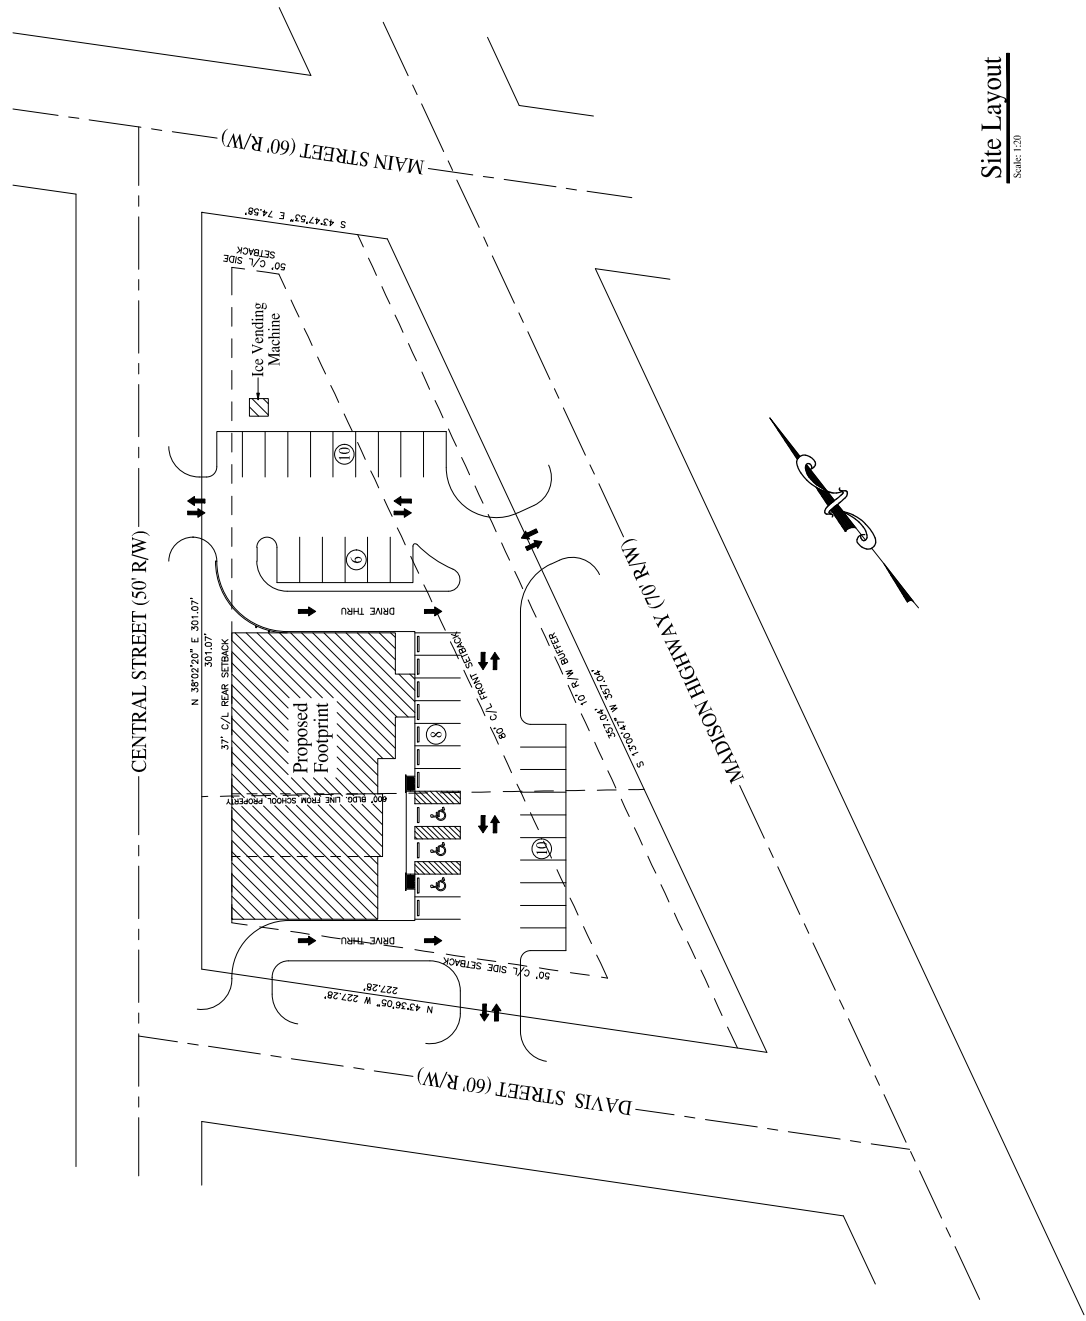 Site Layout
Scale: 1:20
MAIN STREET (60' R/W)
S 43°47'53" E 74.58'
50' C/L SIDE
SETBACK
Ice Vending
Machine
10
6
DRIVE THRU
CENTRAL STREET (50' R/W)
N 38°02'20" E 301.07'
301.07'
37' C/L REAR SETBACK
Proposed
Footprint
600' BLDG. LINE FROM SCHOOL PROPERTY
8
80' C/L FRONT SETBACK
10' R/W BUFFER
357.04'
S 13°00'47" W 357.04'
MADISON HIGHWAY (70' R/W)
10
DRIVE THRU
50' C/L SIDE SETBACK
227.28'
N 43°36'05" W 227.28'
DAVIS STREET (60' R/W)